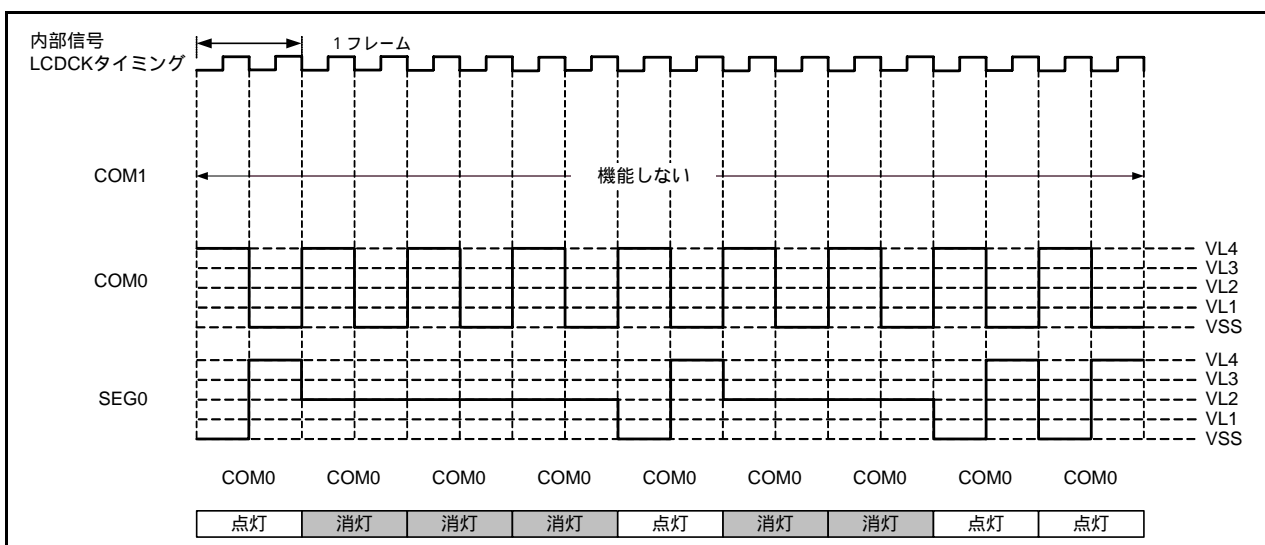 内部信号
LCDCKタイミング
1フレーム
COM1
機能しない
COM0
VL4
VL3
VL2
VL1
VSS
SEG0
VL4
VL3
VL2
VL1
VSS
COM0 COM0 COM0 COM0 COM0 COM0 COM0 COM0 COM0
点灯 消灯 消灯 消灯 点灯 消灯 消灯 点灯 点灯